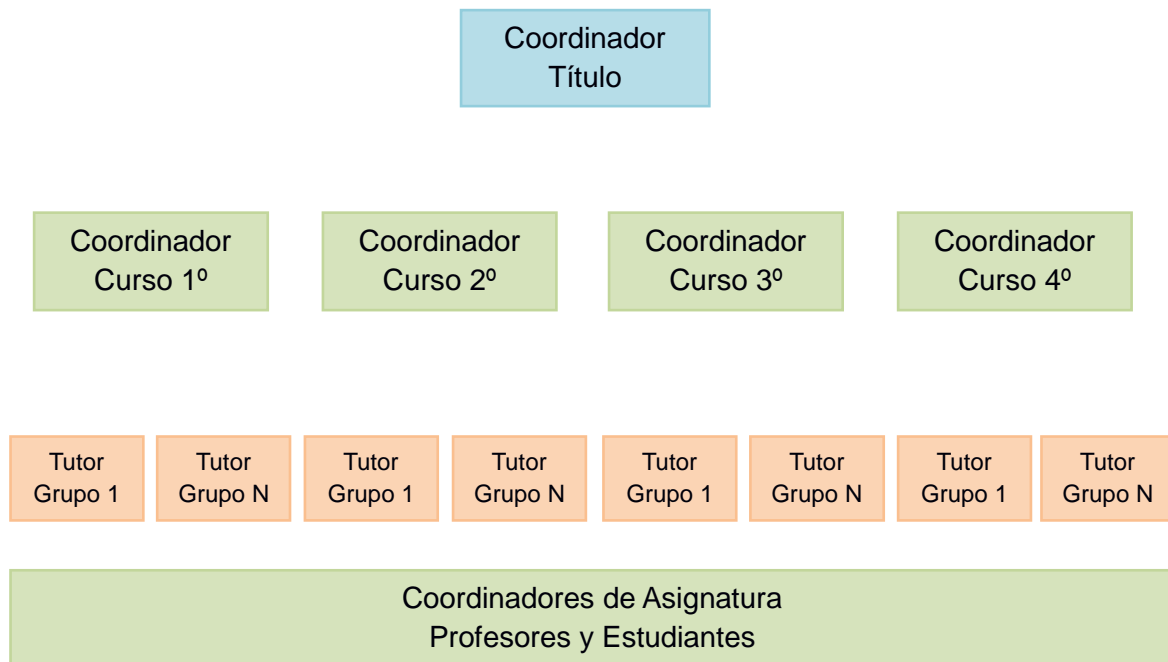 Coordinador
Título
Coordinador
Curso 1º
Coordinador
Curso 2º
Coordinador
Curso 3º
Coordinador
Curso 4º
Tutor
Grupo 1
Tutor
Grupo N
Tutor
Grupo 1
Tutor
Grupo N
Tutor
Grupo 1
Tutor
Grupo N
Tutor
Grupo 1
Tutor
Grupo N
Coordinadores de Asignatura
Profesores y Estudiantes